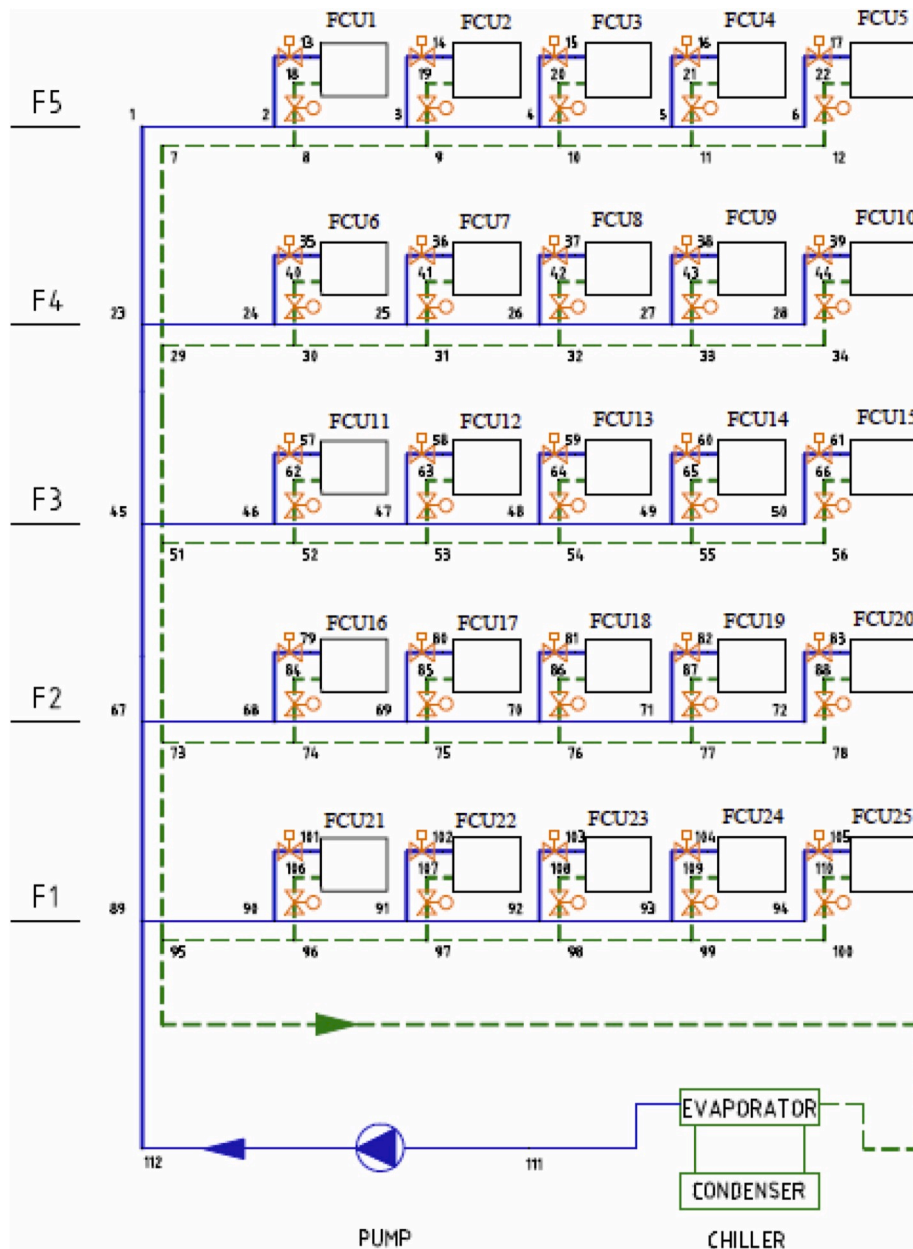 FCU1 FCU2 FCU3 FCU4 FCU5
13 14 15 16 17
18 19 20 21 22
F5 1 2 3 4 5 6
7 8 9 10 11 12
FCU6 FCU7 FCU8 FCU9 FCU10
35 36 37 38 39
40 41 42 43 44
F4 23 24 25 26 27 28
29 30 31 32 33 34
FCU11 FCU12 FCU13 FCU14 FCU15
57 58 59 60 61
62 63 64 65 66
F3 45 46 47 48 49 50
51 52 53 54 55 56
FCU16 FCU17 FCU18 FCU19 FCU20
79 80 81 82 83
84 85 86 87 88
F2 67 68 69 70 71 72
73 74 75 76 77 78
FCU21 FCU22 FCU23 FCU24 FCU25
101 102 103 104 105
106 107 108 109 110
F1 89 90 91 92 93 94
95 96 97 98 99 100
EVAPORATOR
112 111
CONDENSER
PUMP CHILLER